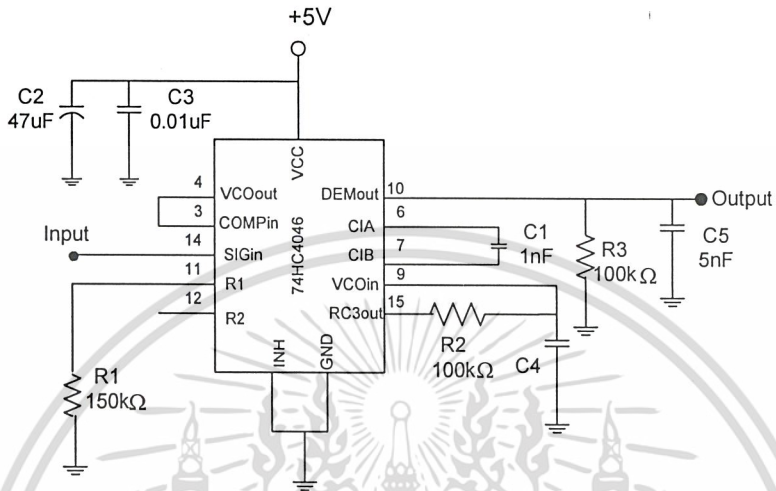 +5V
C2
47uF
C3
0.01uF
VCC
74HC4046
4
VCOout
3
COMPin
Input
14
SIGin
11
R1
12
R2
INH
GND
DEMout
10
6
CIA
7
CIB
9
VCOin
RC3out
15
C1
1nF
R3
100kΩ
Output
C5
5nF
R2
100kΩ
C4
R1
150kΩ